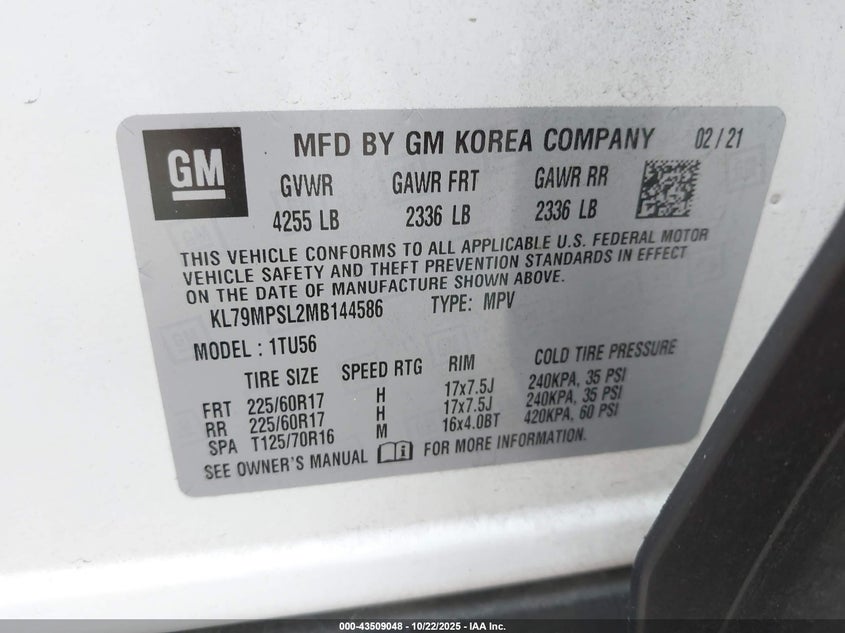 GM
MFD BY GM KOREA COMPANY 02 / 21
GVWR GAWR FRT GAWR RR
4255 LB 2336 LB 2336 LB
THIS VEHICLE CONFORMS TO ALL APPLICABLE U.S. FEDERAL MOTOR
VEHICLE SAFETY AND THEFT PREVENTION STANDARDS IN EFFECT
ON THE DATE OF MANUFACTURE SHOWN ABOVE.
KL79MPSL2MB144586 TYPE: MPV
MODEL : 1TU56
TIRE SIZE SPEED RTG RIM COLD TIRE PRESSURE
FRT 225/60R17 H 17x7.5J 240KPA, 35 PSI
RR 225/60R17 H 17x7.5J 240KPA, 35 PSI
SPA T125/70R16 M 16x4.0BT 420KPA, 60 PSI
SEE OWNER'S MANUAL i FOR MORE INFORMATION.
000-43509048 - 10/22/2025 - IAA Inc.